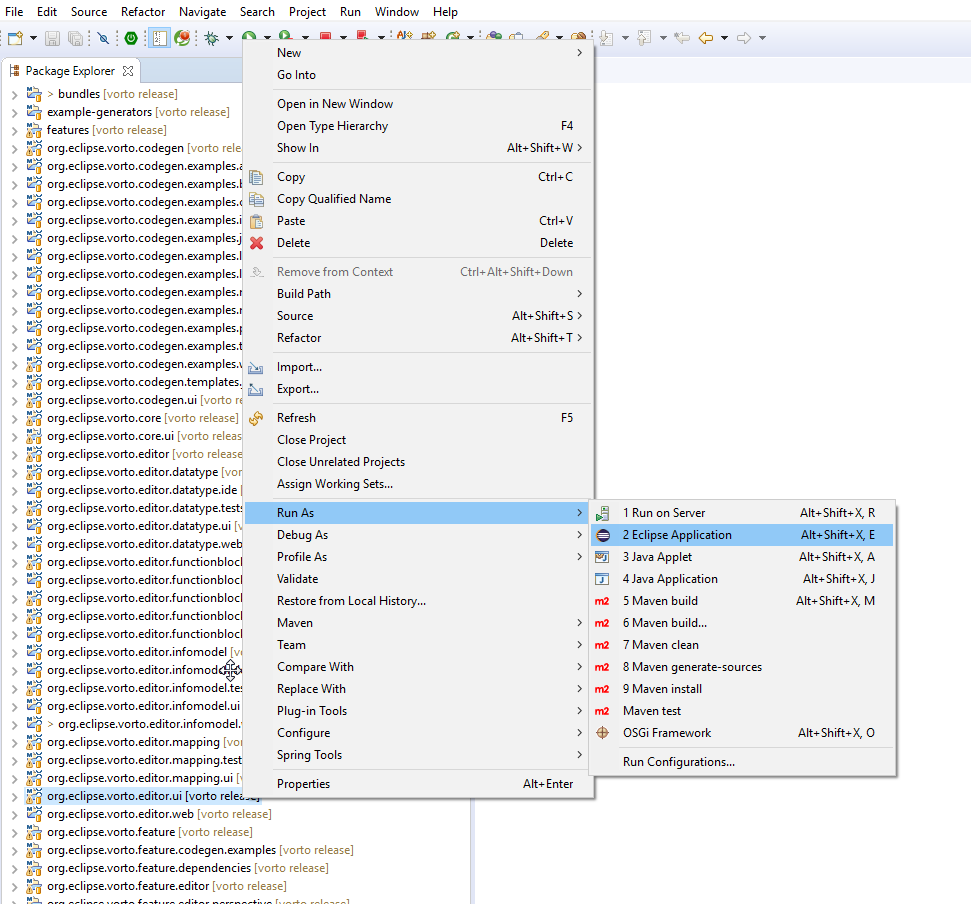 File Edit Source Refactor Navigate Search Project Run Window Help
Package Explorer
> bundles [vorto release]
example-generators [vorto release]
features [vorto release]
org.eclipse.vorto.codegen [vorto rele
org.eclipse.vorto.codegen.examples.a
org.eclipse.vorto.codegen.examples.b
org.eclipse.vorto.codegen.examples.c
org.eclipse.vorto.codegen.examples.i
org.eclipse.vorto.codegen.examples.j
org.eclipse.vorto.codegen.examples.l
org.eclipse.vorto.codegen.examples.l
org.eclipse.vorto.codegen.examples.r
org.eclipse.vorto.codegen.examples.r
org.eclipse.vorto.codegen.examples.p
org.eclipse.vorto.codegen.examples.t
org.eclipse.vorto.codegen.examples.v
org.eclipse.vorto.codegen.templates.
org.eclipse.vorto.codegen.ui [vorto re
org.eclipse.vorto.core [vorto release]
org.eclipse.vorto.core.ui [vorto releas
org.eclipse.vorto.editor [vorto release
org.eclipse.vorto.editor.datatype [vor
org.eclipse.vorto.editor.datatype.ide [
org.eclipse.vorto.editor.datatype.tests
org.eclipse.vorto.editor.datatype.ui [v
org.eclipse.vorto.editor.datatype.web
org.eclipse.vorto.editor.functionblocl
org.eclipse.vorto.editor.functionblocl
org.eclipse.vorto.editor.functionblocl
org.eclipse.vorto.editor.functionblocl
org.eclipse.vorto.editor.functionblocl
org.eclipse.vorto.editor.infomodel [v
org.eclipse.vorto.editor.infomod
org.eclipse.vorto.editor.infomodel.tes
org.eclipse.vorto.editor.infomodel.ui
> org.eclipse.vorto.editor.infomodel.
org.eclipse.vorto.editor.mapping [vor
org.eclipse.vorto.editor.mapping.test
org.eclipse.vorto.editor.mapping.ui [v
org.eclipse.vorto.editor.ui [vorto release]
org.eclipse.vorto.editor.web [vorto release]
org.eclipse.vorto.feature [vorto release]
org.eclipse.vorto.feature.codegen.examples [vorto release]
org.eclipse.vorto.feature.dependencies [vorto release]
org.eclipse.vorto.feature.editor [vorto release]
org.eclipse.vorto.feature.editor.perspective [vorto release]
New
Go Into
Open in New Window
Open Type Hierarchy F4
Show In Alt+Shift+W
Copy Ctrl+C
Copy Qualified Name
Paste Ctrl+V
Delete Delete
Remove from Context Ctrl+Alt+Shift+Down
Build Path
Source Alt+Shift+S
Refactor Alt+Shift+T
Import...
Export...
Refresh F5
Close Project
Close Unrelated Projects
Assign Working Sets...
Run As
Debug As
Profile As
Validate
Restore from Local History...
Maven
Team
Compare With
Replace With
Plug-in Tools
Configure
Spring Tools
Properties Alt+Enter
1 Run on Server Alt+Shift+X, R
2 Eclipse Application Alt+Shift+X, E
3 Java Applet Alt+Shift+X, A
4 Java Application Alt+Shift+X, J
m2 5 Maven build Alt+Shift+X, M
m2 6 Maven build...
m2 7 Maven clean
m2 8 Maven generate-sources
m2 9 Maven install
m2 Maven test
OSGi Framework Alt+Shift+X, O
Run Configurations...